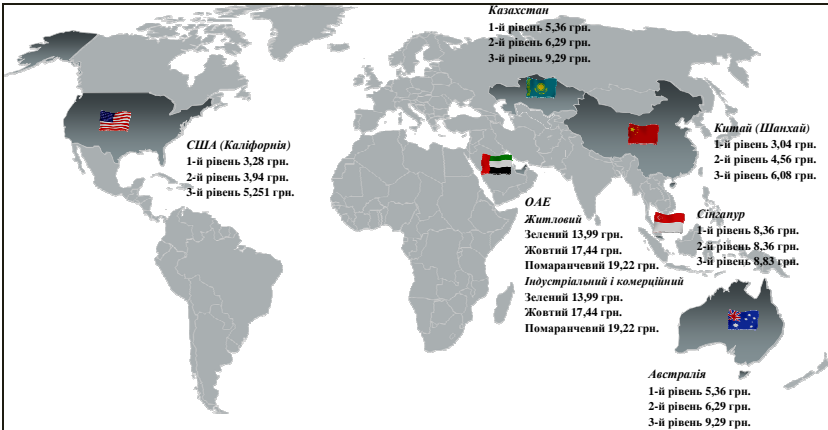 Казахстан
1-й рівень 5,36 грн.
2-й рівень 6,29 грн.
3-й рівень 9,29 грн.
США (Каліфорнія)
1-й рівень 3,28 грн.
2-й рівень 3,94 грн.
3-й рівень 5,251 грн.
Китай (Шанхай)
1-й рівень 3,04 грн.
2-й рівень 4,56 грн.
3-й рівень 6,08 грн.
ОАЕ
Житловий
Зелений 13,99 грн.
Жовтий 17,44 грн.
Помаранчевий 19,22 грн.
Індустріальний і комерційний
Зелений 13,99 грн.
Жовтий 17,44 грн.
Помаранчевий 19,22 грн.
Сінгапур
1-й рівень 8,36 грн.
2-й рівень 8,36 грн.
3-й рівень 8,83 грн.
Австралія
1-й рівень 5,36 грн.
2-й рівень 6,29 грн.
3-й рівень 9,29 грн.